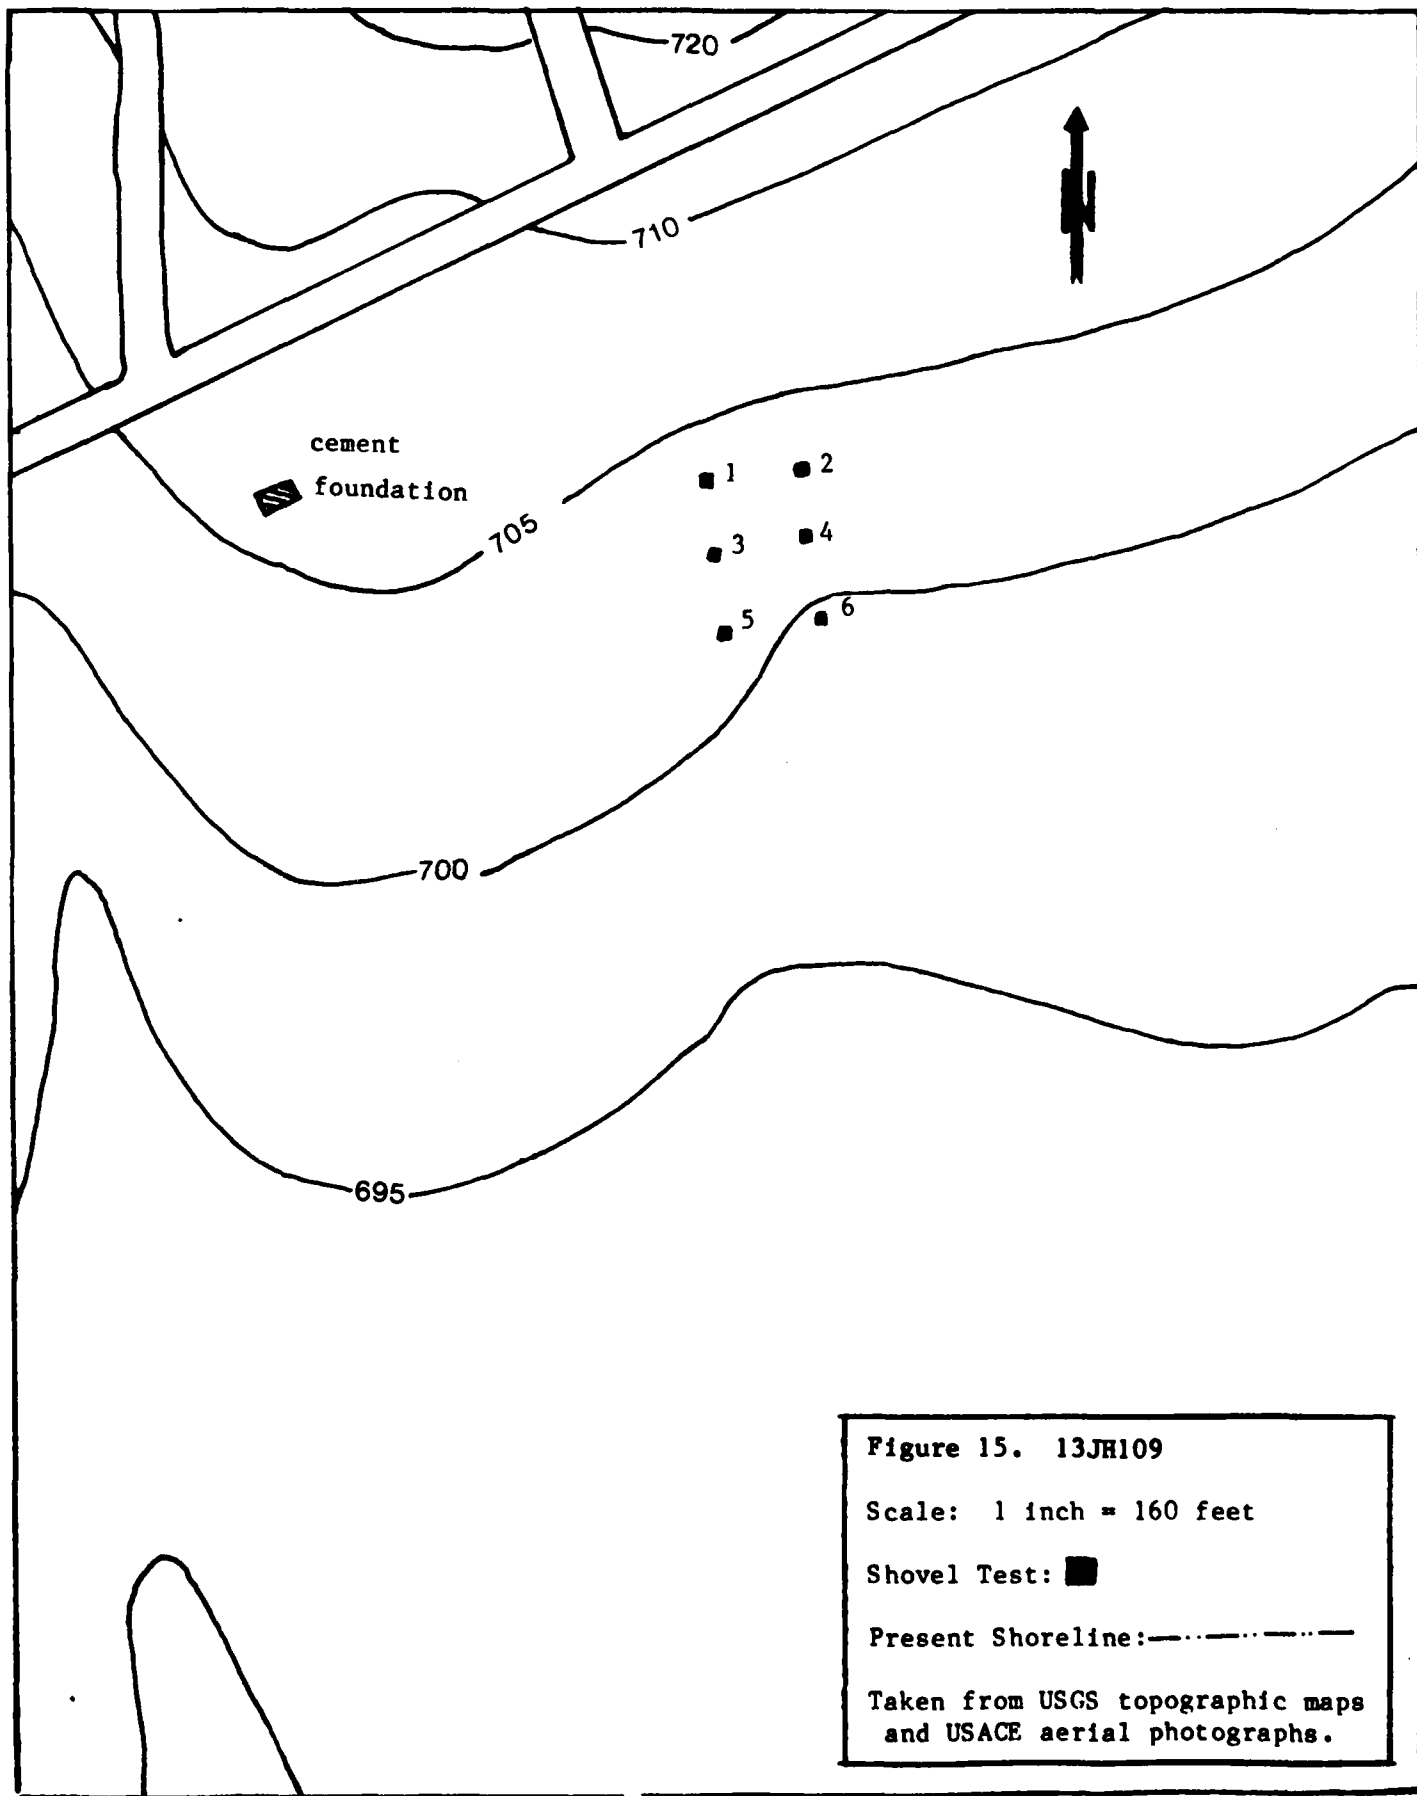 720
N
710
cement
foundation
705
1
2
3
4
5
6
700
695
Figure 15. 13JH109
Scale: 1 inch = 160 feet
Shovel Test:
Present Shoreline:
Taken from USGS topographic maps
and USACE aerial photographs.